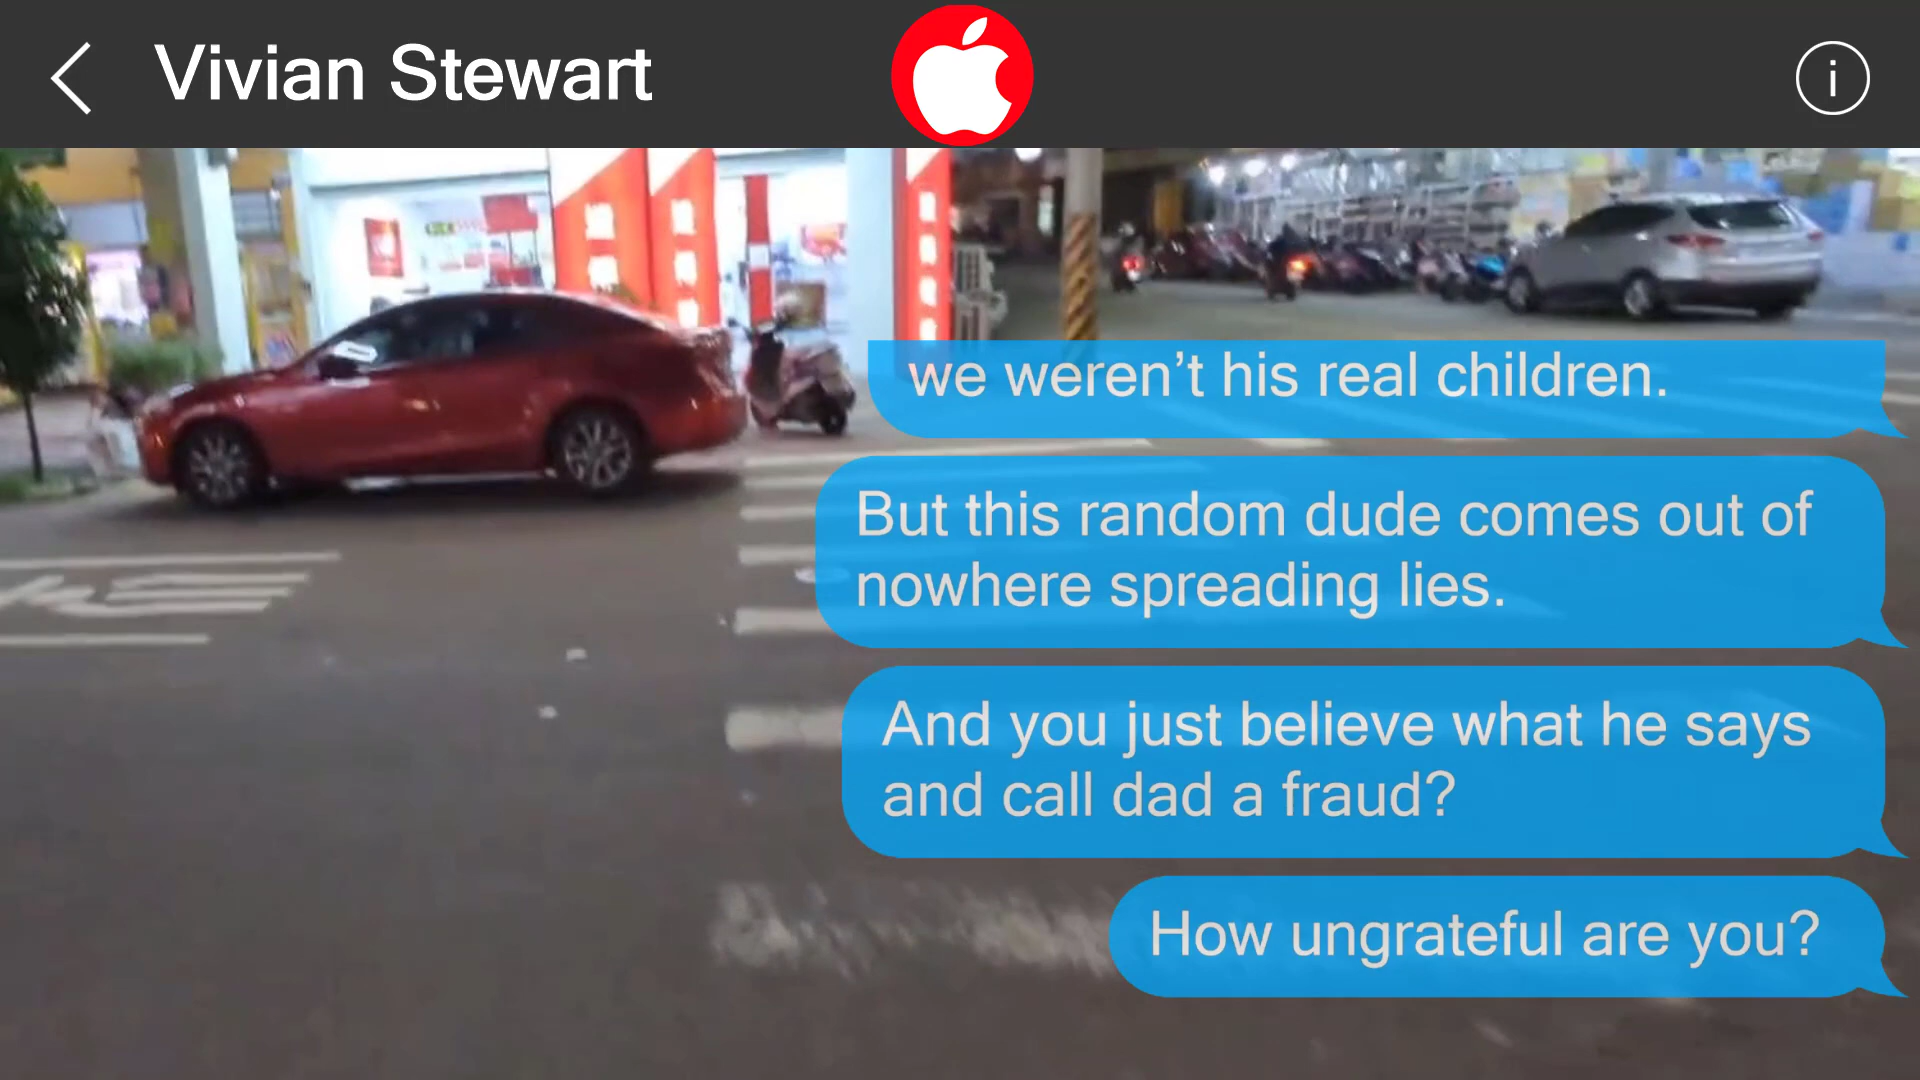 Vivian Stewart
we weren’t his real children.
But this random dude comes out of
nowhere spreading lies.
And you just believe what he says
and call dad a fraud?
How ungrateful are you?